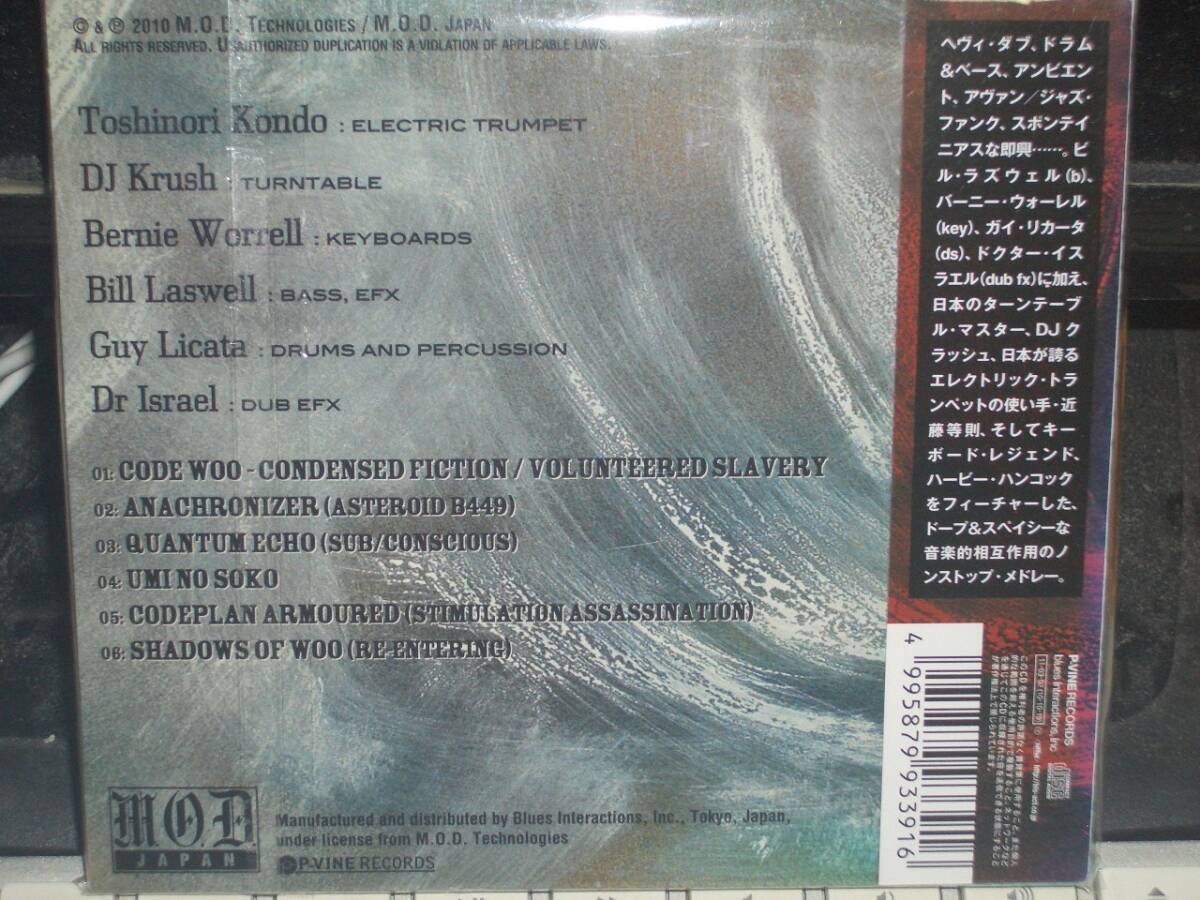 © & ℗ 2010 M.O.D. Technologies / M.O.D. Japan
All rights reserved. Unauthorized duplication is a violation of applicable laws.
Toshinori Kondo : ELECTRIC TRUMPET
DJ Krush : TURNTABLE
Bernie Worrell : KEYBOARDS
Bill Laswell : BASS, EFX
Guy Licata : DRUMS AND PERCUSSION
Dr Israel : DUB EFX
01: CODE WOO - CONDENSED FICTION / VOLUNTEERED SLAVERY
02: ANACHRONIZER (ASTEROID B449)
03: QUANTUM ECHO (SUB/CONSCIOUS)
04: UMI NO SOKO
05: CODEPLAN ARMOURED (STIMULATION ASSASSINATION)
06: SHADOWS OF WOO (RE-ENTERING)
M.O.D
JAPAN
Manufactured and distributed by Blues Interactions, Inc., Tokyo, Japan,
under license from M.O.D. Technologies
P-VINE RECORDS
ヘヴィ・ダブ、ドラム
&ベース、アンビエン
ト、アヴァン／ジャズ・
ファンク、スポンテイ
ニアスな即興……。ビ
ル・ラズウェル(b)、
バーニー・ウォーレル
(key)、ガイ・リカータ
(ds)、ドクター・イス
ラエル(dub fx)に加え、
日本のターンテーブ
ル・マスター、DJ ク
ラッシュ、日本が誇る
エレクトリック・トラ
ンペットの使い手・近
藤等則、そしてキー
ボード・レジェンド、
ハービー・ハンコック
をフィーチャーした、
ドープ&スペイシーな
音楽的相互作用のノ
ンストップ・メドレー。
P-VINE RECORDS
blues interactions, inc
4 995879 933916